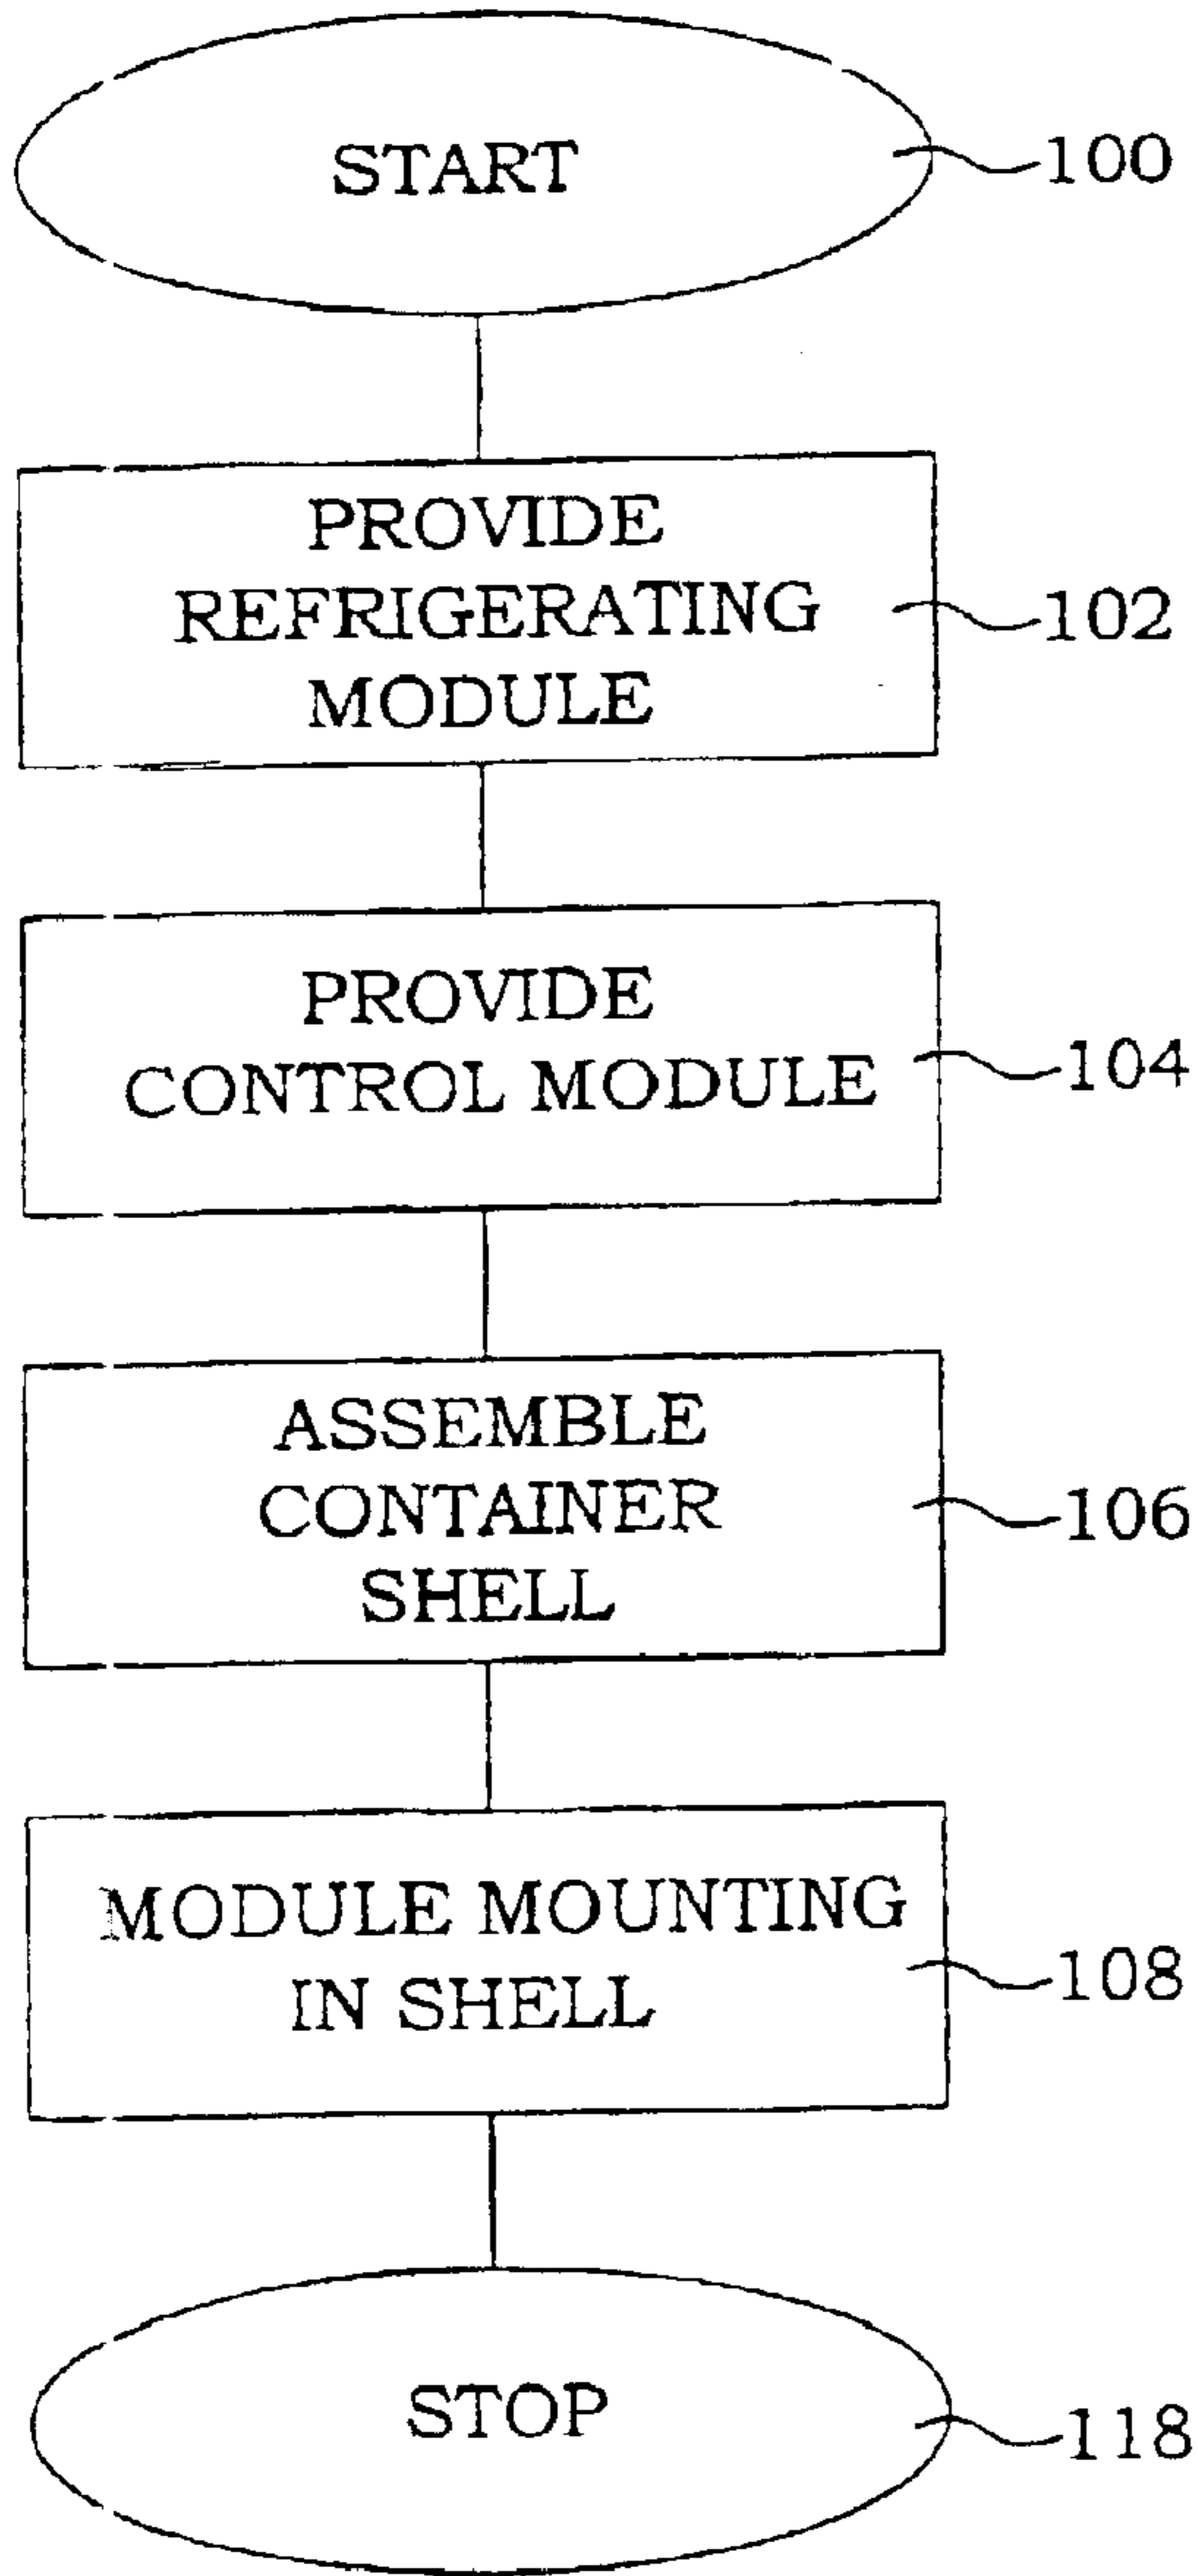 START
100
PROVIDE
REFRIGERATING
MODULE
102
PROVIDE
CONTROL MODULE
104
ASSEMBLE
CONTAINER
SHELL
106
MODULE MOUNTING
IN SHELL
108
STOP
118